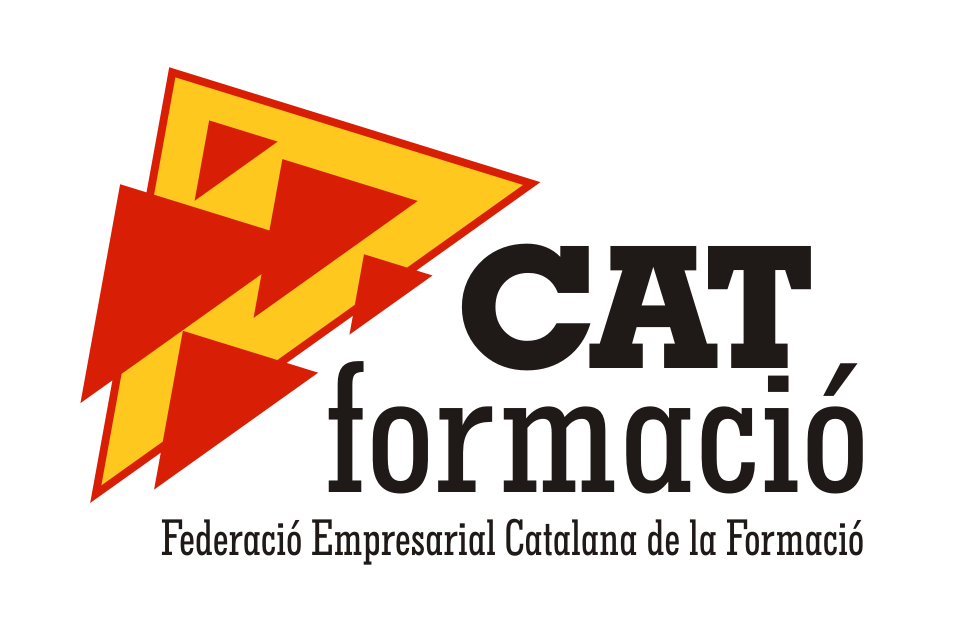 CAT
formació
Federació Empresarial Catalana de la Formació